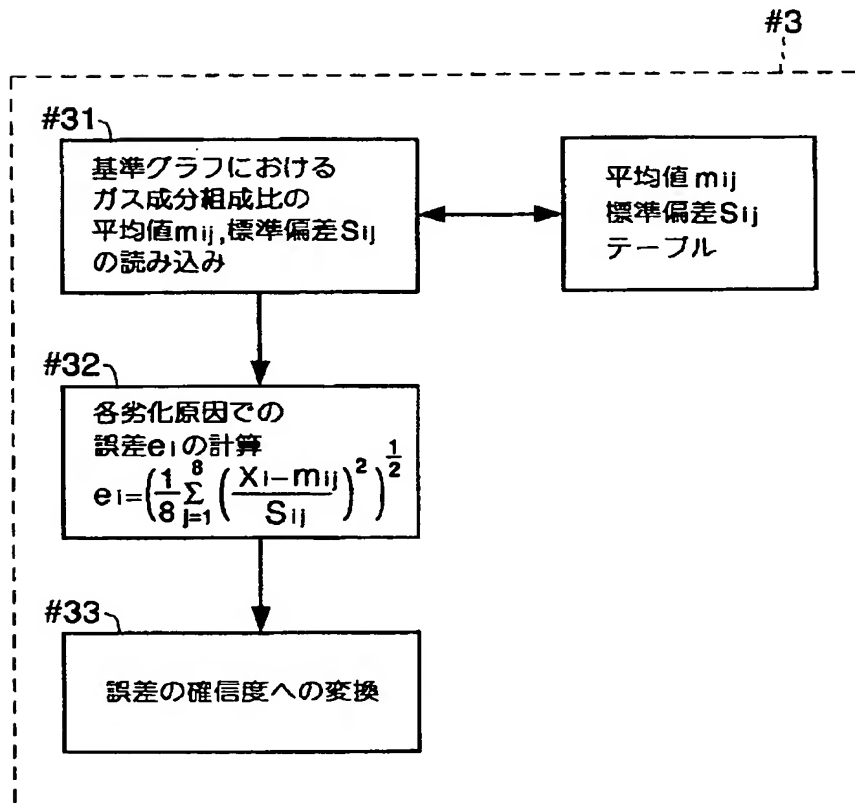 #3
#31
基準グラフにおける
ガス成分組成比の
平均値mij,標準偏差Sij
の読み込み
平均値mij
標準偏差Sij
テーブル
#32
各劣化原因での
誤差eiの計算
ei=(1/8 Σ_{j=1}^{8} ((Xi−mij)/Sij)^2)^{1/2}
#33
誤差の確信度への変換